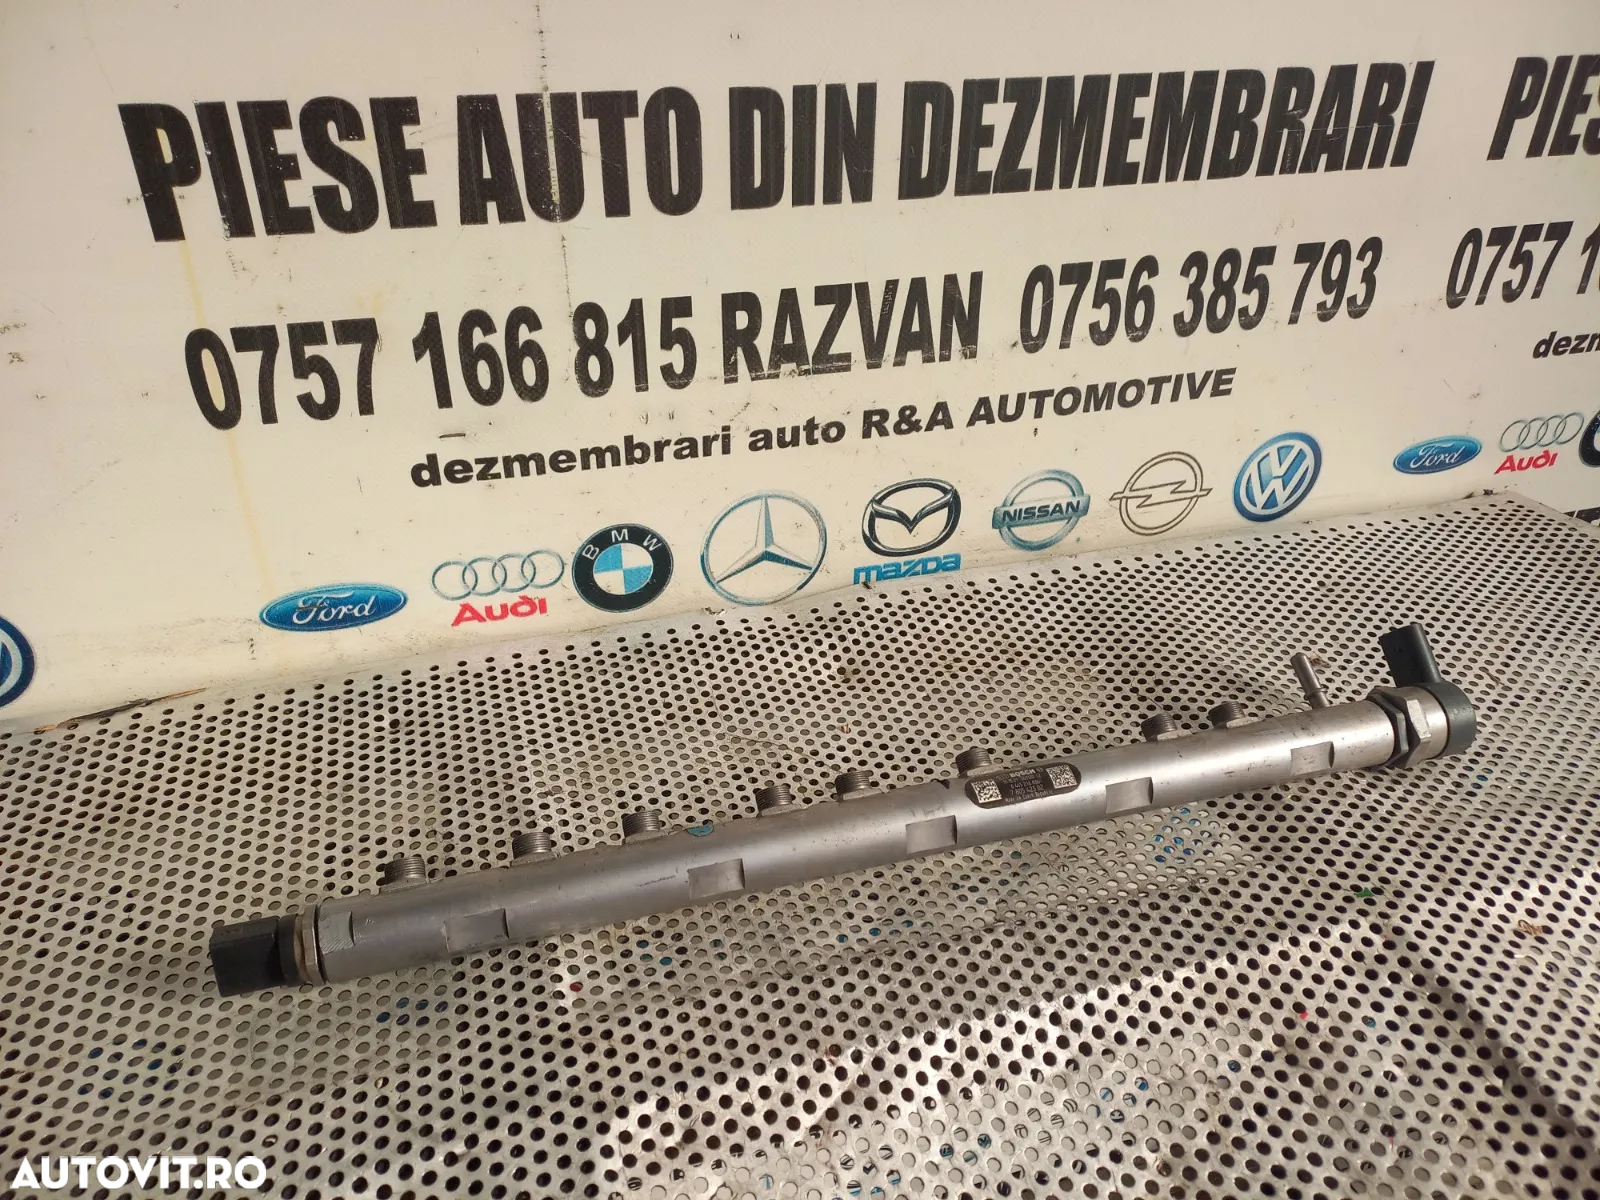 PIESE AUTO DIN DEZMEMBRARI PIES
0757 166 815 RAZVAN 0756 385 793 0757 1
dezmembrari auto R&A AUTOMOTIVE dezm
Ford Audi BMW mazda NISSAN Ford Audi
BOSCH
AUTOVIT.RO